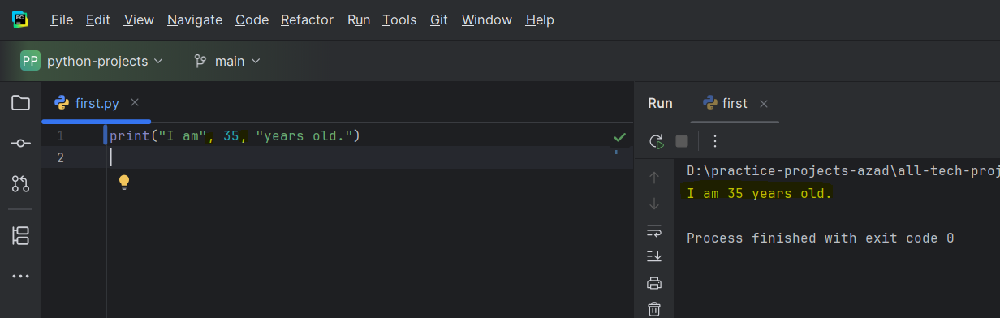 PC
File Edit View Navigate Code Refactor Run Tools Git Window Help
PP python-projects main
first.py
1 print("I am", 35, "years old.")
2
Run first
D:\practice-projects-azad\all-tech-proj
I am 35 years old.
Process finished with exit code 0